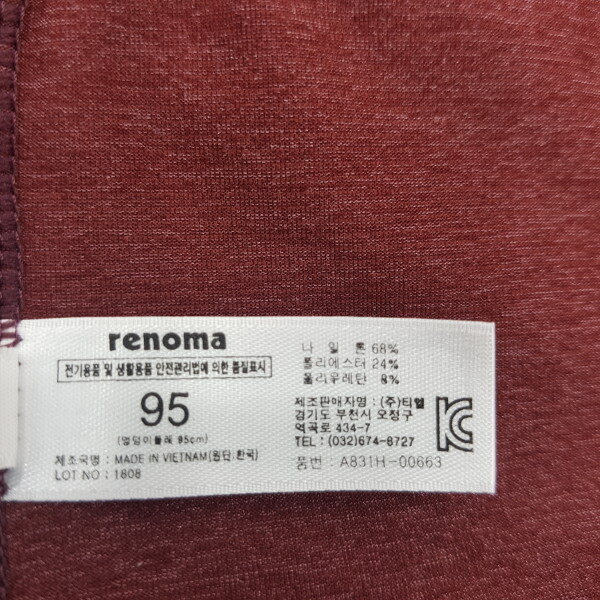 renoma
전기용품 및 생활용품 안전관리법에 의한 품질표시
95
(엉덩이둘레 95cm)
제조국명 : MADE IN VIETNAM(원단:한국)
LOT NO : 1808
나 일 론 68%
폴리에스터 24%
폴리우레탄 8%
제조판매자명 : (주)티엘
경기도 부천시 오정구
역곡로 434-7
TEL : (032)674-8727
품번 : A831H-00663